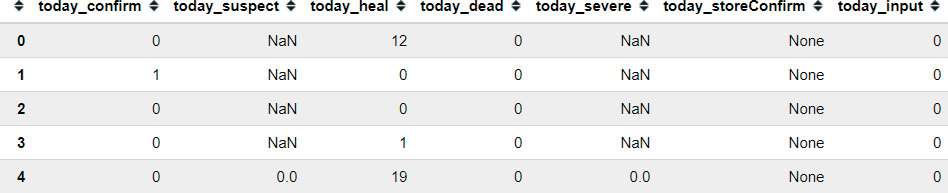 today_confirm today_suspect today_heal today_dead today_severe today_storeConfirm today_input
0 0 NaN 12 0 NaN None 0
1 1 NaN 0 0 NaN None 0
2 0 NaN 0 0 NaN None 0
3 0 NaN 1 0 NaN None 0
4 0 0.0 19 0 0.0 None 0